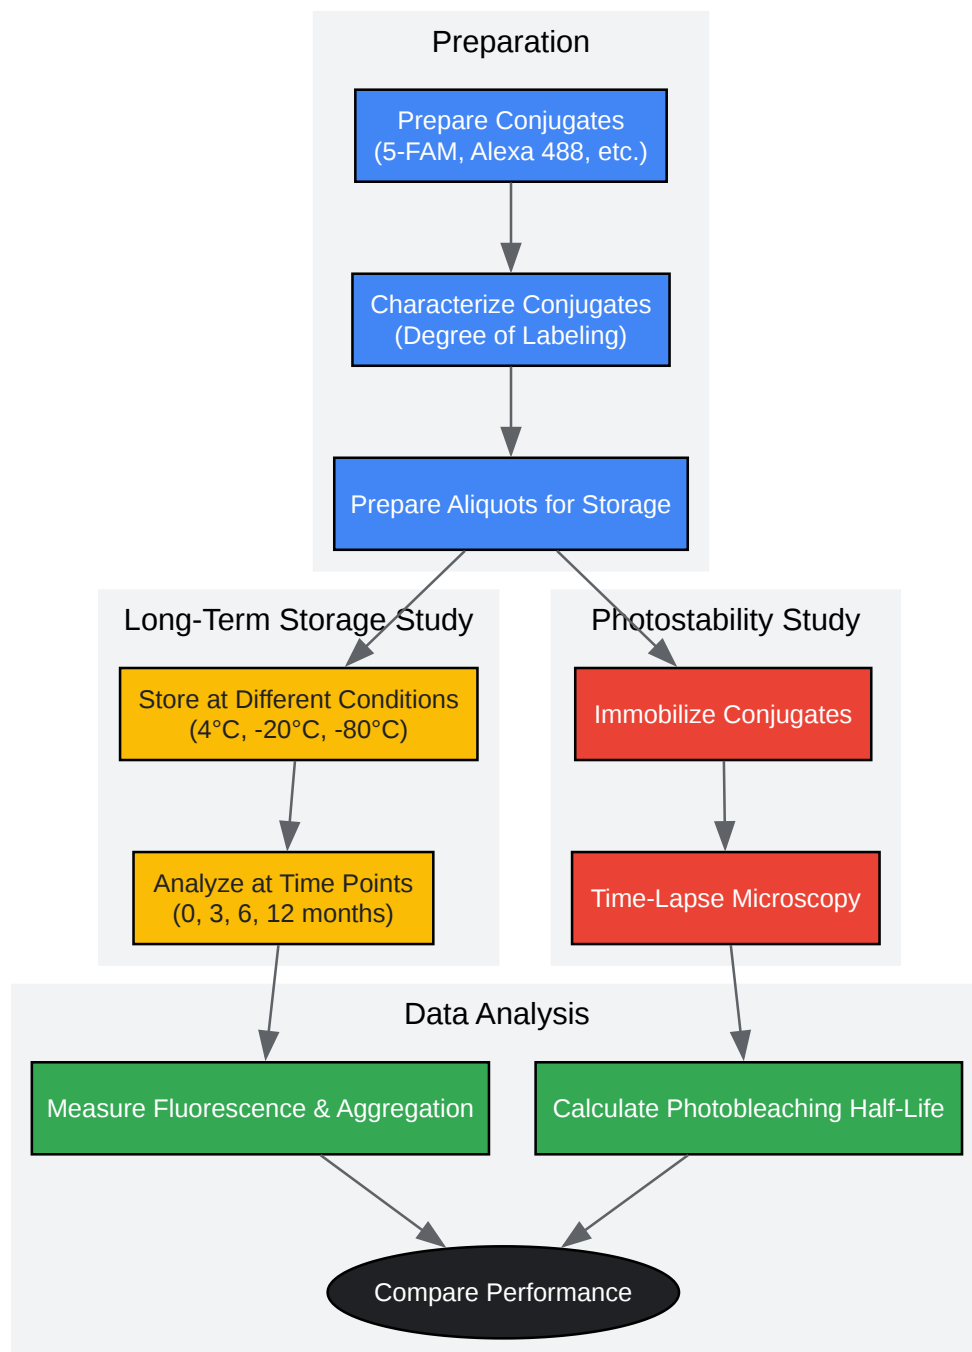 Preparation
Prepare Conjugates
(5-FAM, Alexa 488, etc.)
Characterize Conjugates
(Degree of Labeling)
Prepare Aliquots for Storage
Long-Term Storage Study
Store at Different Conditions
(4°C, -20°C, -80°C)
Analyze at Time Points
(0, 3, 6, 12 months)
Photostability Study
Immobilize Conjugates
Time-Lapse Microscopy
Data Analysis
Measure Fluorescence & Aggregation
Calculate Photobleaching Half-Life
Compare Performance